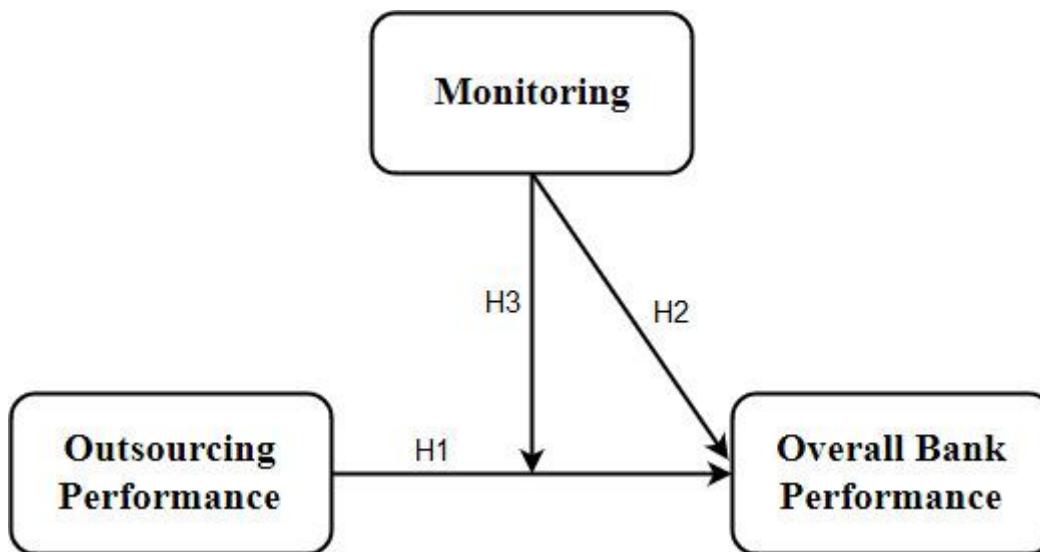 Monitoring
H3
H2
H1
Outsourcing
Performance
Overall Bank
Performance